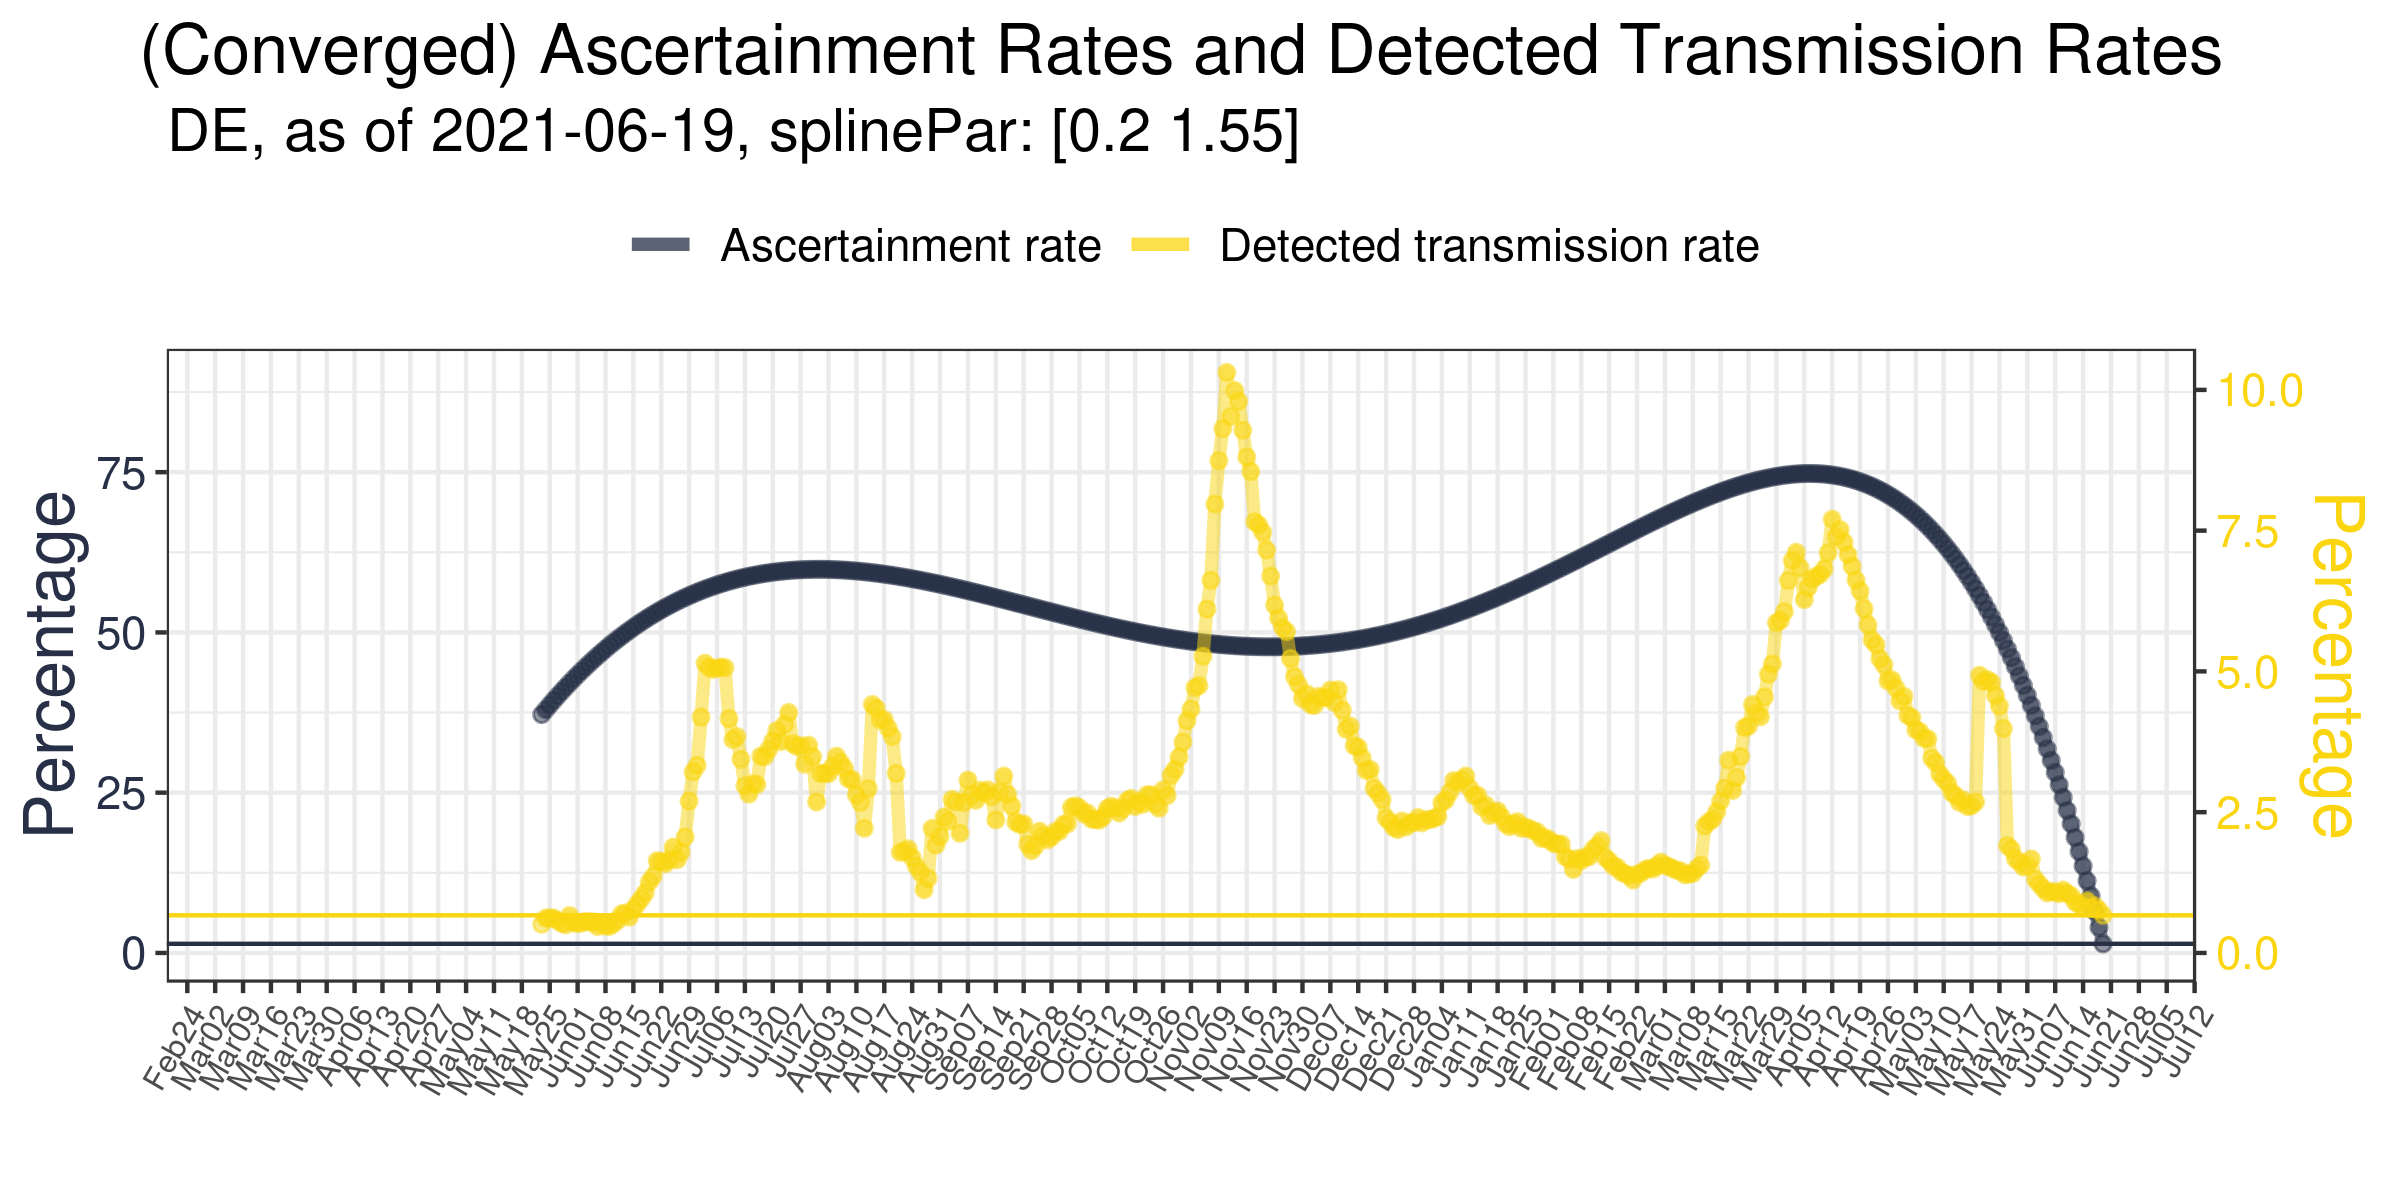 (Converged) Ascertainment Rates and Detected Transmission Rates
DE, as of 2021-06-19, splinePar: [0.2 1.55]
Ascertainment rate Detected transmission rate
Percentage
75
50
25
0
10.0
7.5
5.0
2.5
0.0
Percentage
Feb24 Mar02 Mar09 Mar16 Mar23 Mar30 Apr06 Apr13 Apr20 Apr27 May04 May11 May18 May25 Jun01 Jun08 Jun15 Jun22 Jun29 Jul06 Jul13 Jul20 Jul27 Aug03 Aug10 Aug17 Aug24 Aug31 Sep07 Sep14 Sep21 Sep28 Oct05 Oct12 Oct19 Oct26 Nov02 Nov09 Nov16 Nov23 Nov30 Dec07 Dec14 Dec21 Dec28 Jan04 Jan11 Jan18 Jan25 Feb01 Feb08 Feb15 Feb22 Mar01 Mar08 Mar15 Mar22 Mar29 Apr05 Apr12 Apr19 Apr26 May03 May10 May17 May24 May31 Jun07 Jun14 Jun21 Jun28 Jul05 Jul12